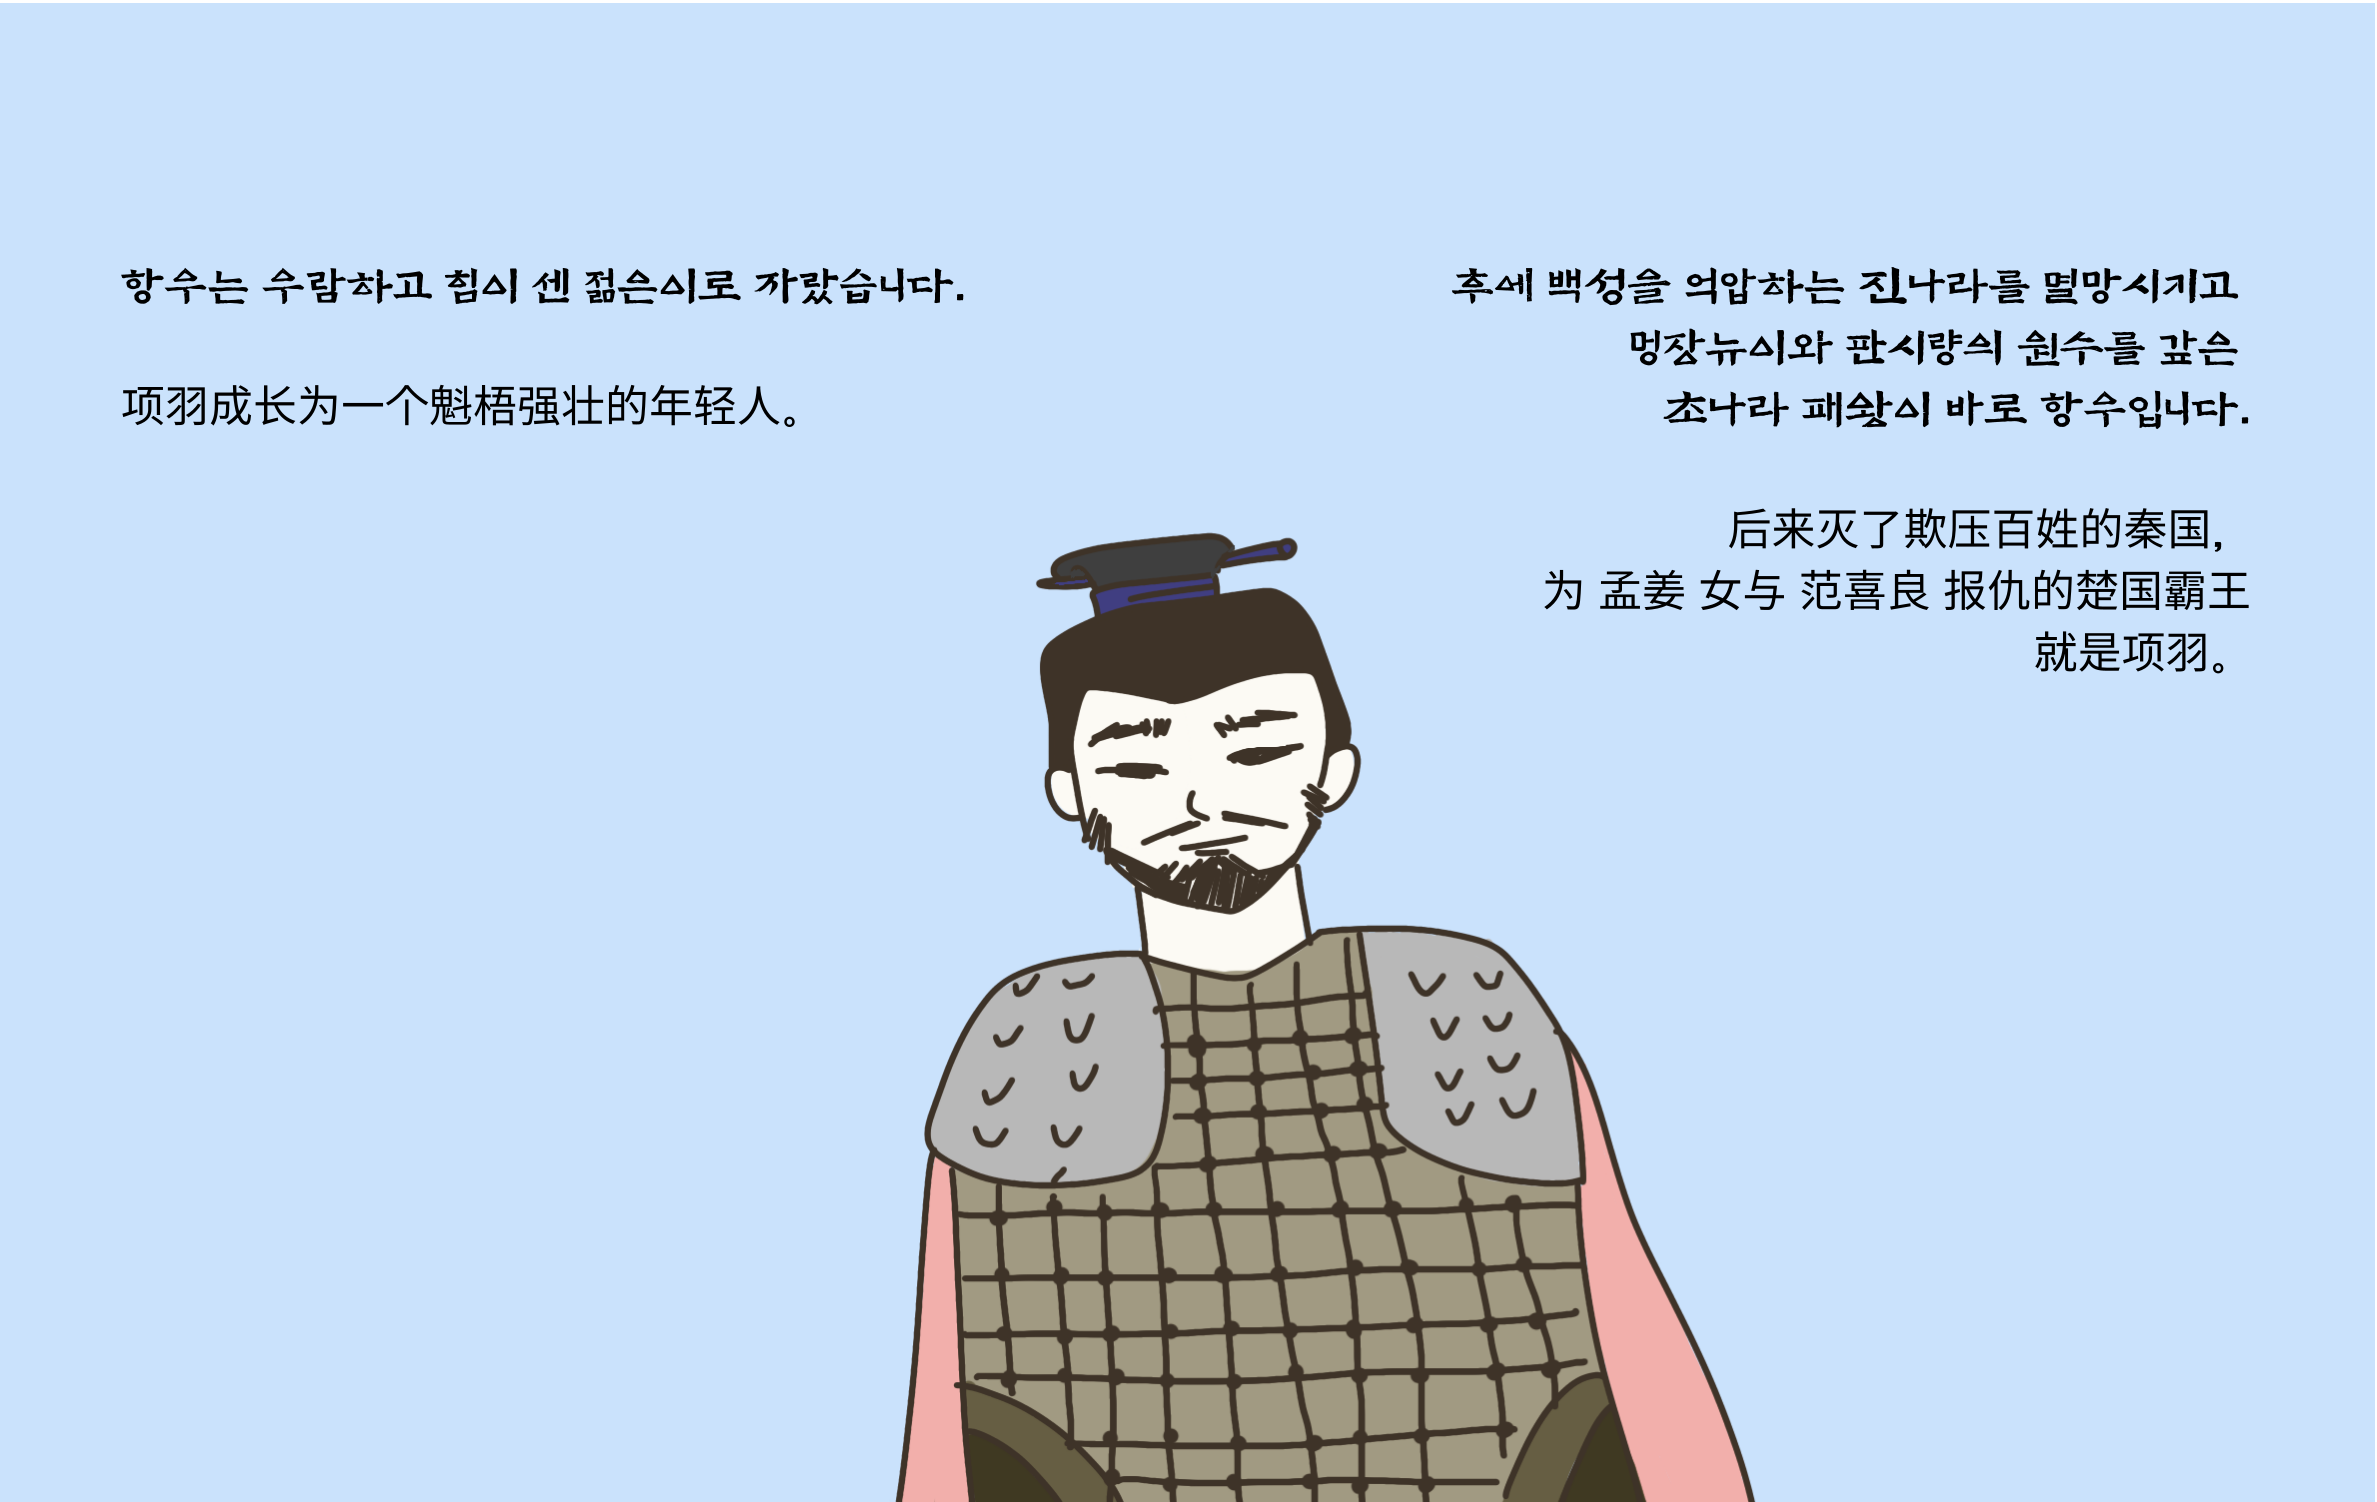 항우는 우람하고 힘이 센 젊은이로 자랐습니다.
项羽成长为一个魁梧强壮的年轻人。
후에 백성을 억압하는 진나라를 멸망시키고
멍쟝뉴이와 판시량의 원수를 갚은
초나라 패왕이 바로 항우입니다.
后来灭了欺压百姓的秦国，
为 孟姜 女与 范喜良 报仇的楚国霸王
就是项羽。